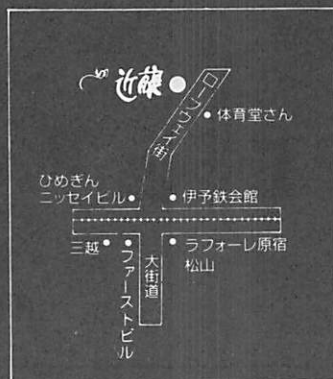 近藤
ロープウェイ街
体育堂さん
ひめぎん
ニッセイビル
伊予鉄会館
三越
ファーストビル
大街道
ラフォーレ原宿
松山